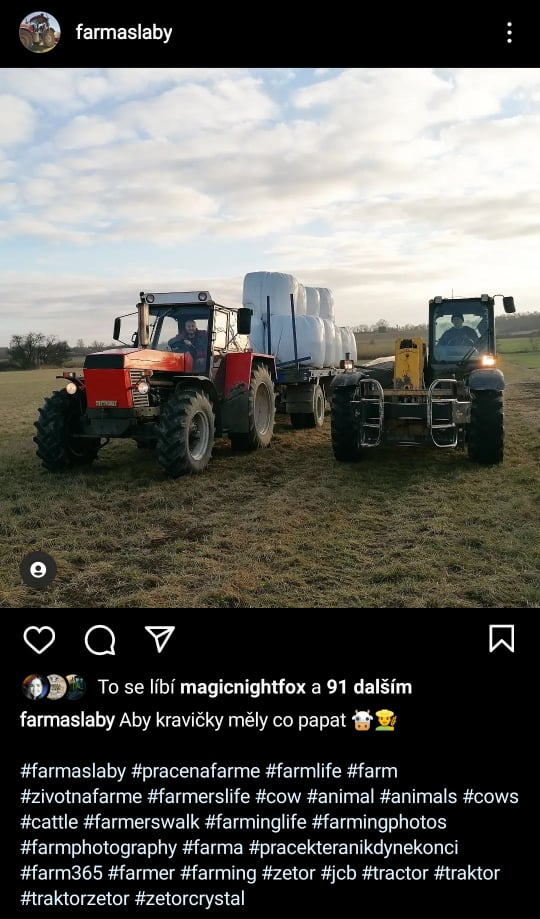 farmaslaby
To se líbí magicnightfox a 91 dalším
farmaslaby Aby kravičky měly co papat 🐮👨‍🌾
#farmaslaby #pracenafarme #farmlife #farm
#zivotnafarme #farmerslife #cow #animal #animals #cows
#cattle #farmerswalk #farminglife #farmingphotos
#farmphotography #farma #pracekteranikdynekonci
#farm365 #farmer #farming #zetor #jcb #tractor #traktor
#traktorzetor #zetorcrystal